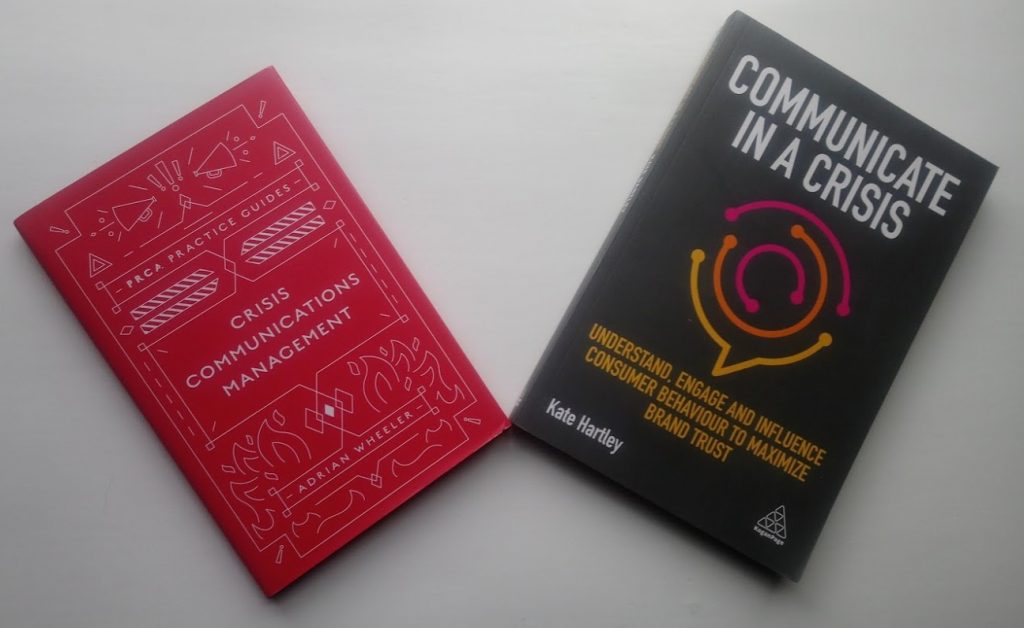 PRCA PRACTICE GUIDES
CRISIS
COMMUNICATIONS
MANAGEMENT
ADRIAN WHEELER
COMMUNICATE
IN A CRISIS
UNDERSTAND, ENGAGE AND INFLUENCE
CONSUMER BEHAVIOUR TO MAXIMIZE
BRAND TRUST
Kate Hartley
KoganPage